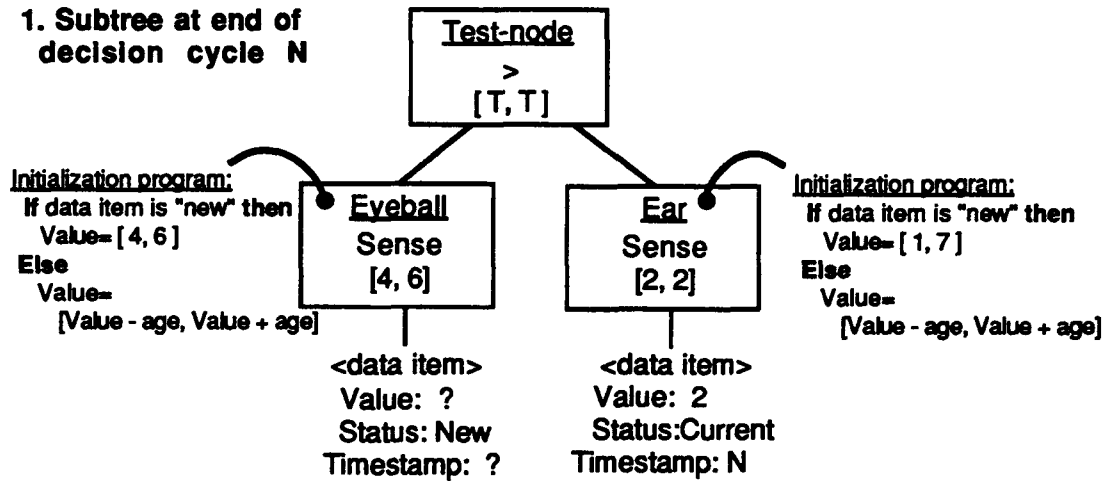 1. Subtree at end of
decision cycle N
Test-node
>
[ T, T ]
Initialization program:
If data item is "new" then
Value= [ 4, 6 ]
Else
Value=
[Value - age, Value + age]
Eyeball
Sense
[4, 6]
Ear
Sense
[2, 2]
Initialization program:
If data item is "new" then
Value= [ 1, 7 ]
Else
Value=
[Value - age, Value + age]
<data item>
Value: ?
Status: New
Timestamp: ?
<data item>
Value: 2
Status:Current
Timestamp: N